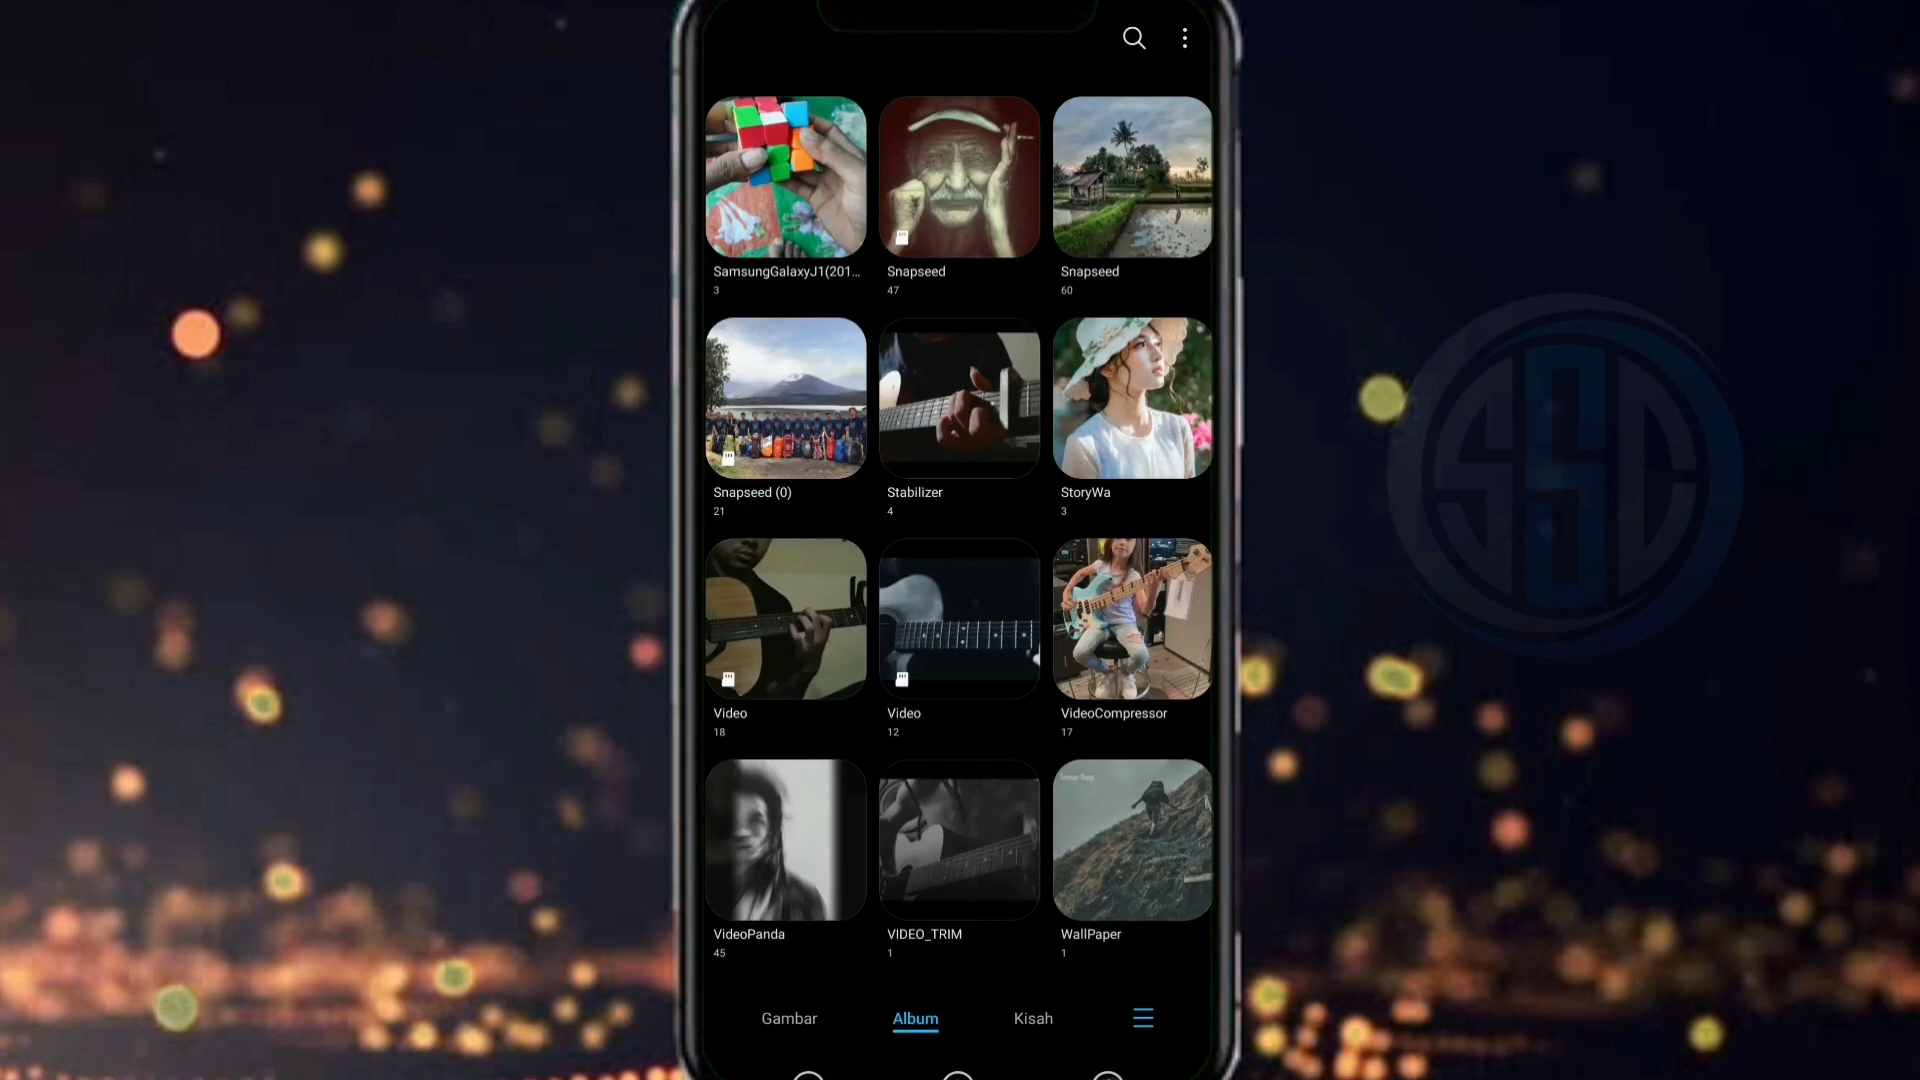 SamsungGalaxyJ1(201...
3
Snapseed
47
Snapseed
60
Snapseed (0)
21
Stabilizer
4
StoryWa
3
Video
18
Video
12
VideoCompressor
17
VideoPanda
45
VIDEO_TRIM
1
WallPaper
1
Gambar
Album
Kisah
SSC